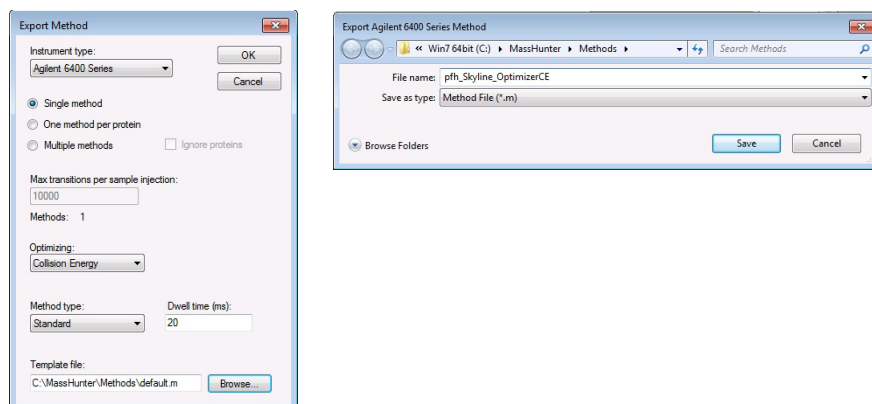 Export Method
Instrument type:
Agilent 6400 Series
OK
Cancel
Single method
One method per protein
Multiple methods
Ignore proteins
Max transitions per sample injection:
10000
Methods: 1
Optimizing:
Collision Energy
Method type:
Dwell time (ms):
Standard
20
Template file:
C:\MassHunter\Methods\default.m
Browse...
Export Agilent 6400 Series Method
« Win7 64bit (C:) ▸ MassHunter ▸ Methods ▸
Search Methods
File name: pfh_Skyline_OptimizerCE
Save as type: Method File (*.m)
Browse Folders
Save
Cancel